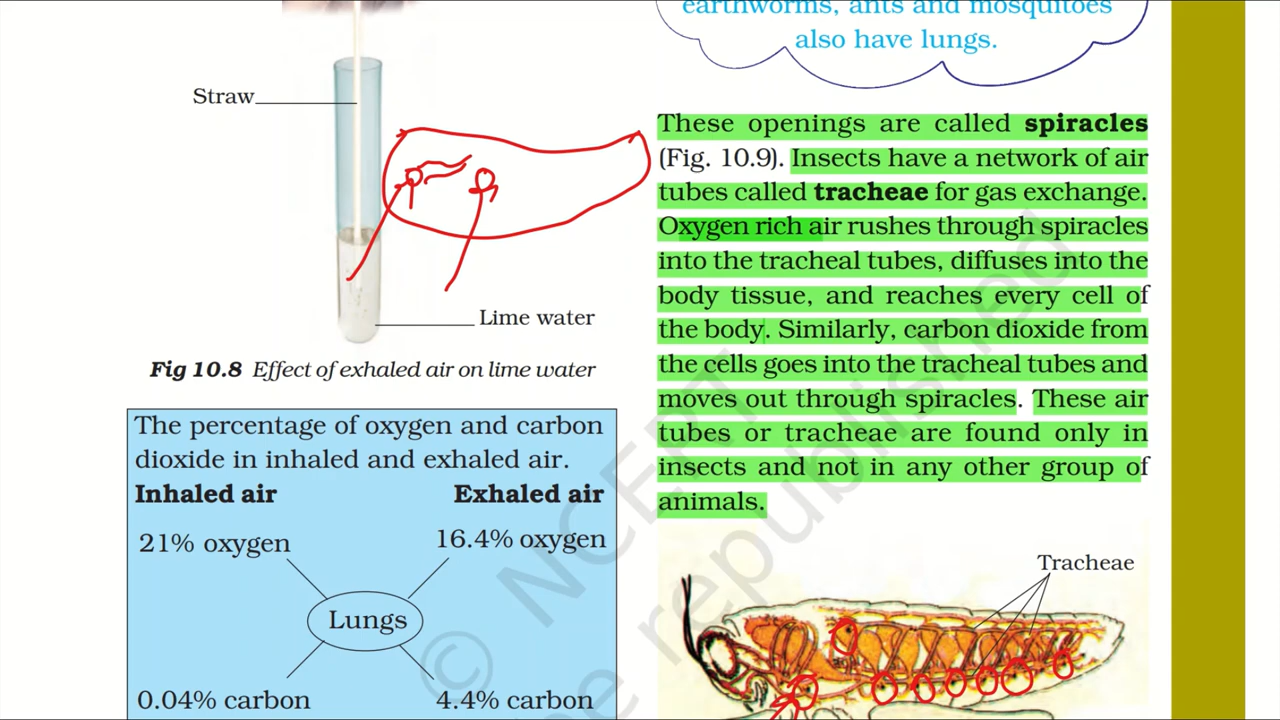 Straw
Lime water
Fig 10.8 Effect of exhaled air on lime water
The percentage of oxygen and carbon
dioxide in inhaled and exhaled air.
Inhaled air Exhaled air
21% oxygen 16.4% oxygen
Lungs
0.04% carbon 4.4% carbon
earthworms, ants and mosquitoes
also have lungs.
These openings are called spiracles
(Fig. 10.9). Insects have a network of air
tubes called tracheae for gas exchange.
Oxygen rich air rushes through spiracles
into the tracheal tubes, diffuses into the
body tissue, and reaches every cell of
the body. Similarly, carbon dioxide from
the cells goes into the tracheal tubes and
moves out through spiracles. These air
tubes or tracheae are found only in
insects and not in any other group of
animals.
Tracheae
© NCERT
be republished